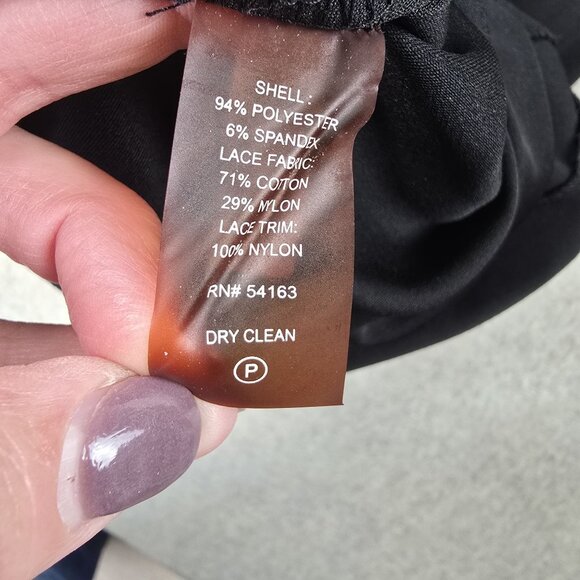 SHELL:
94% POLYESTER
6% SPANDEX
LACE FABRIC:
71% COTTON
29% NYLON
LACE TRIM:
100% NYLON
RN# 54163
DRY CLEAN
P